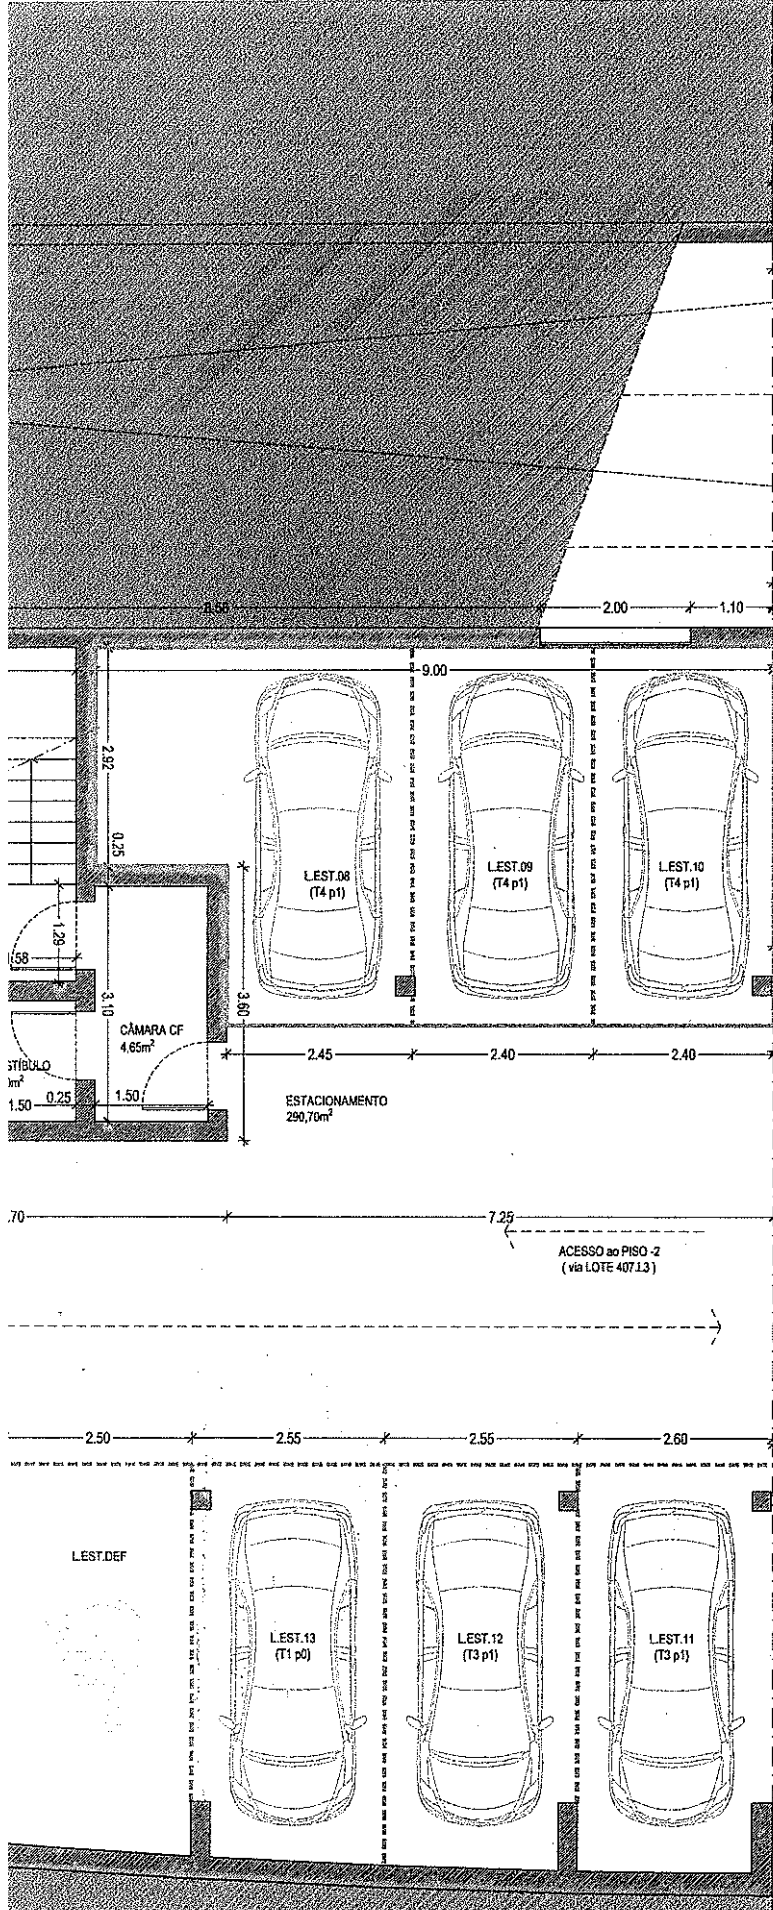 8.56
2.00
1.10
9.00
2.92
0.25
L.EST.08
(T4 p1)
L.EST.09
(T4 p1)
L.EST.10
(T4 p1)
1.29
.58
3.10
3.60
CÂMARA CF
4,65m²
STÍBULO
0m²
2.45
2.40
2.40
1.50
0.25
1.50
ESTACIONAMENTO
290,70m²
.70
7.25
ACESSO ao PISO -2
( via LOTE 407.L3 )
2.50
2.55
2.55
2.60
L.EST.DEF
L.EST.13
(T1 p0)
L.EST.12
(T3 p1)
L.EST.11
(T3 p1)